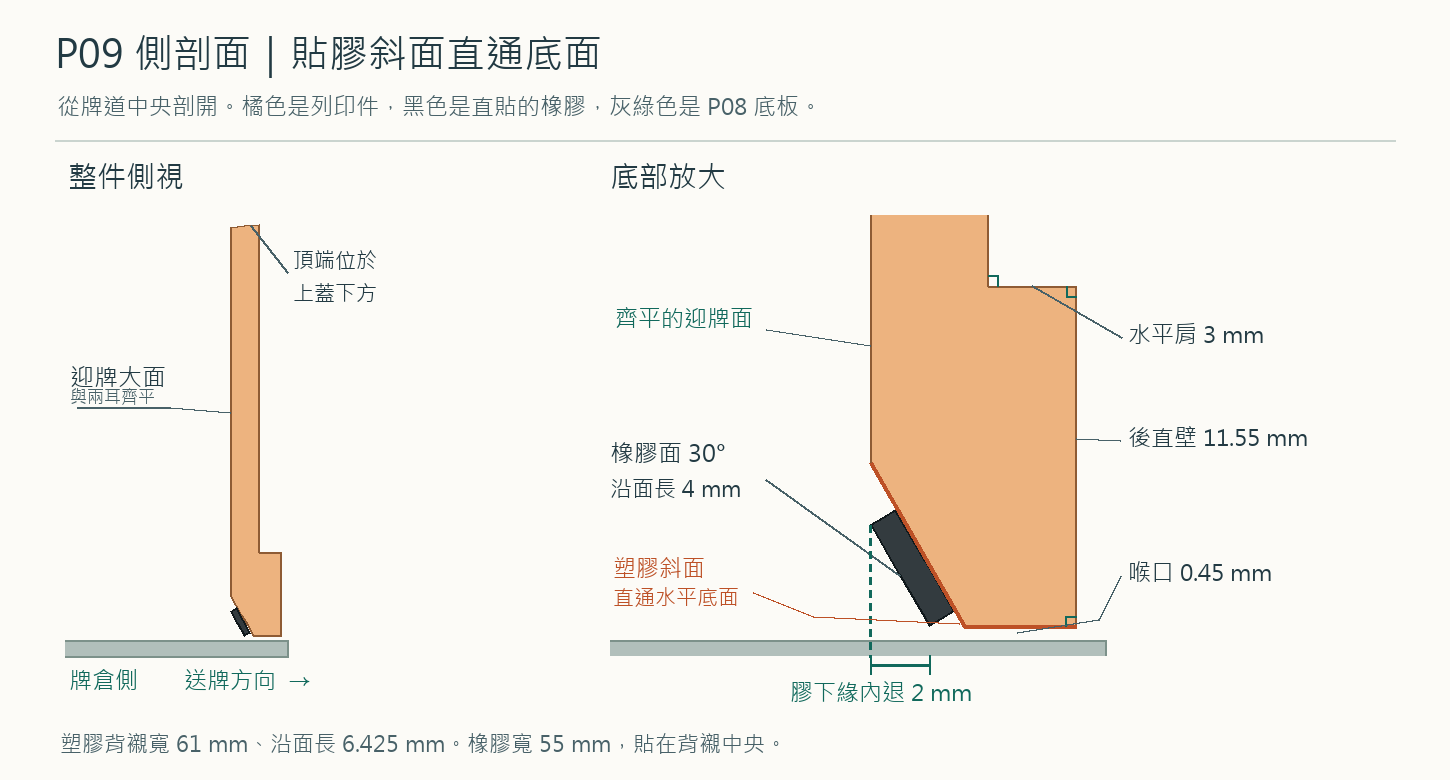 P09 側剖面｜貼膠斜面直通底面
從牌道中央剖開。橘色是列印件，黑色是直貼的橡膠，灰綠色是 P08 底板。
整件側視
頂端位於
上蓋下方
迎牌大面
與兩耳齊平
牌倉側
送牌方向 →
底部放大
齊平的迎牌面
水平肩 3 mm
後直壁 11.55 mm
橡膠面 30°
沿面長 4 mm
塑膠斜面
直通水平底面
喉口 0.45 mm
膠下緣內退 2 mm
塑膠背襯寬 61 mm、沿面長 6.425 mm。橡膠寬 55 mm，貼在背襯中央。